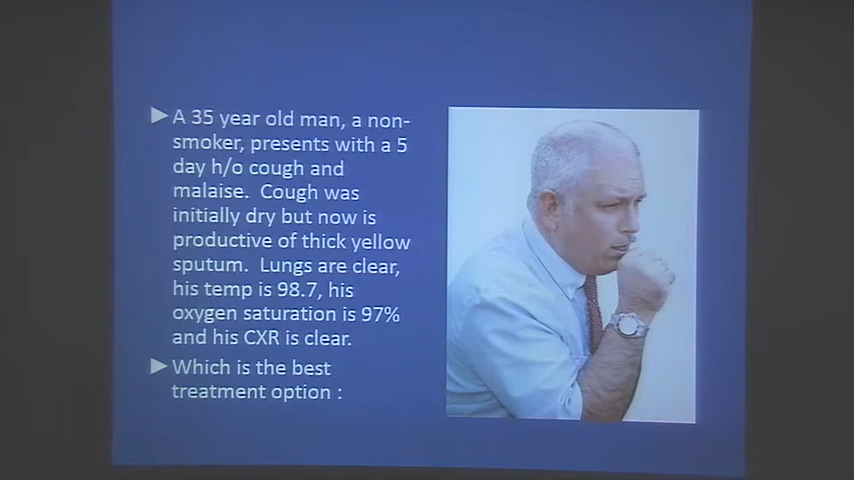 A 35 year old man, a non-
smoker, presents with a 5
day h/o cough and
malaise. Cough was
initially dry but now is
productive of thick yellow
sputum. Lungs are clear,
his temp is 98.7, his
oxygen saturation is 97%
and his CXR is clear.
Which is the best
treatment option :